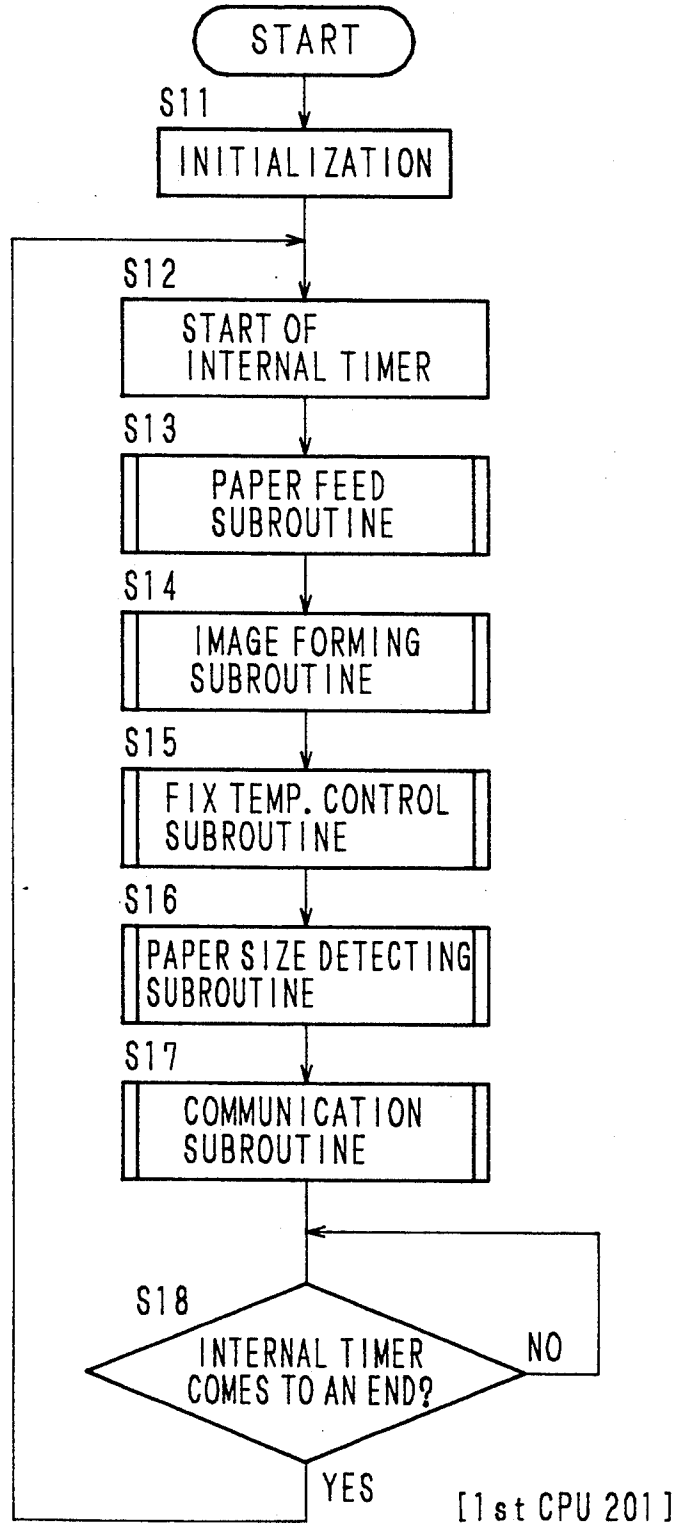 START
S11
INITIALIZATION
S12
START OF
INTERNAL TIMER
S13
PAPER FEED
SUBROUTINE
S14
IMAGE FORMING
SUBROUTINE
S15
FIX TEMP. CONTROL
SUBROUTINE
S16
PAPER SIZE DETECTING
SUBROUTINE
S17
COMMUNICATION
SUBROUTINE
S18
INTERNAL TIMER
COMES TO AN END?
NO
YES
[1st CPU 201]